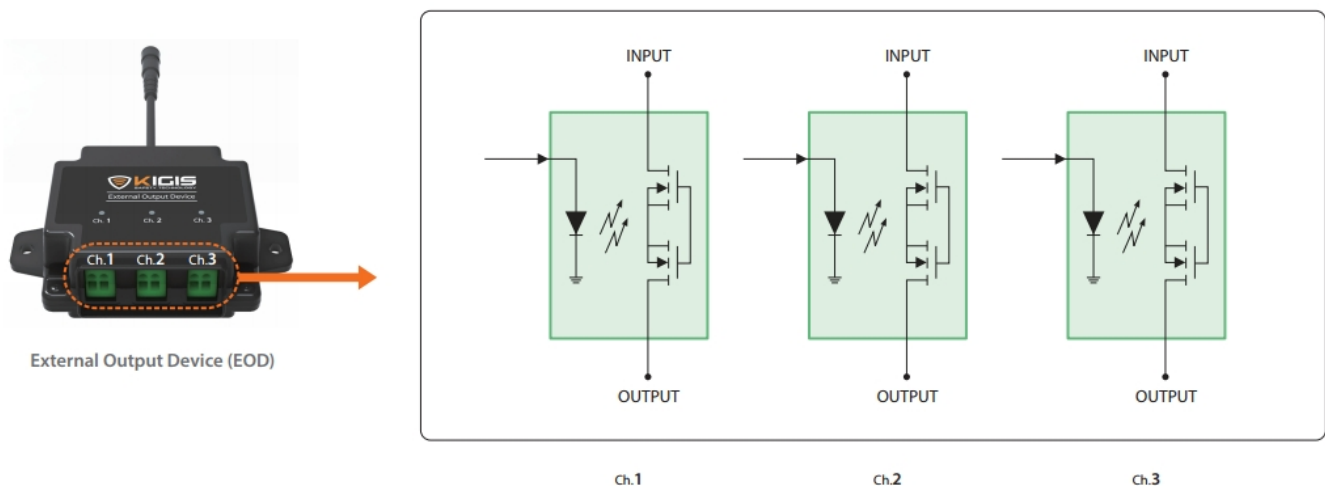 KIGIS
SAFETY TECHNOLOGY
External Output Device
Ch. 1 Ch. 2 Ch. 3
Ch.1 Ch.2 Ch.3
External Output Device (EOD)
INPUT INPUT INPUT
OUTPUT OUTPUT OUTPUT
Ch.1 Ch.2 Ch.3